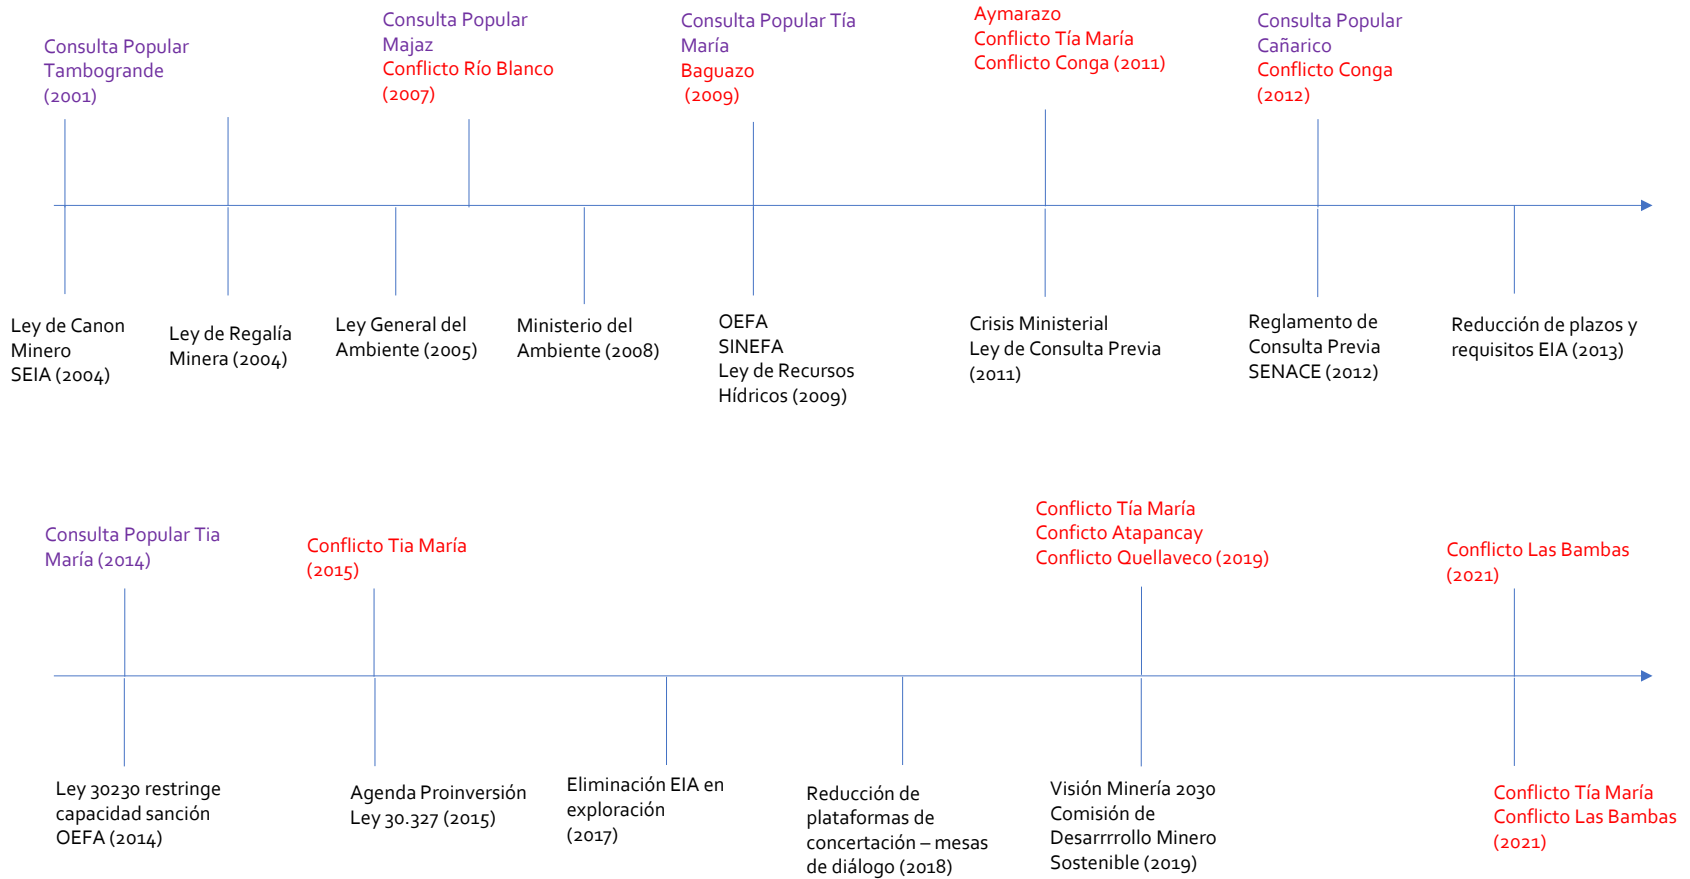 Consulta Popular
Tambogrande
(2001)
Consulta Popular
Majaz
Conflicto Río Blanco
(2007)
Consulta Popular Tía
María
Baguazo
(2009)
Aymarazo
Conflicto Tía María
Conflicto Conga (2011)
Consulta Popular
Cañarico
Conflicto Conga
(2012)
Ley de Canon
Minero
SEIA (2004)
Ley de Regalía
Minera (2004)
Ley General del
Ambiente (2005)
Ministerio del
Ambiente (2008)
OEFA
SINEFA
Ley de Recursos
Hídricos (2009)
Crisis Ministerial
Ley de Consulta Previa
(2011)
Reglamento de
Consulta Previa
SENACE (2012)
Reducción de plazos y
requisitos EIA (2013)
Consulta Popular Tia
María (2014)
Conflicto Tia María
(2015)
Conflicto Tía María
Conficto Atapancay
Conflicto Quellaveco (2019)
Conflicto Las Bambas
(2021)
Ley 30230 restringe
capacidad sanción
OEFA (2014)
Agenda Proinversión
Ley 30.327 (2015)
Eliminación EIA en
exploración
(2017)
Reducción de
plataformas de
concertación – mesas
de diálogo (2018)
Visión Minería 2030
Comisión de
Desarrrrollo Minero
Sostenible (2019)
Conflicto Tía María
Conflicto Las Bambas
(2021)